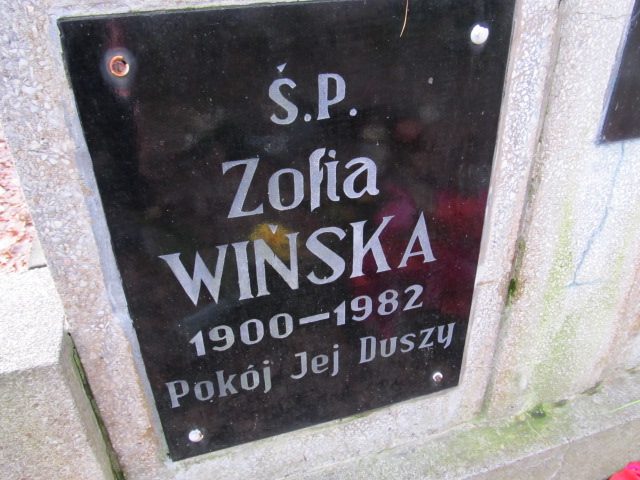 Ś.P.
Zofia
WIŃSKA
1900–1982
Pokój Jej Duszy